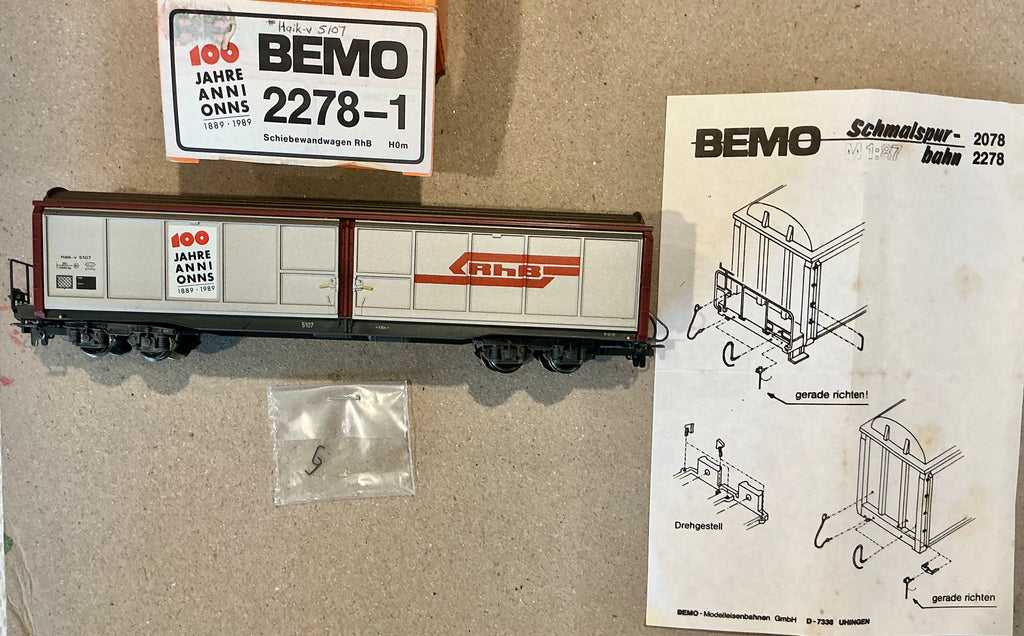 Haik-v 5107
100
JAHRE
ANNI
ONNS
1889 · 1989
BEMO
2278-1
Schiebewandwagen RhB H0m
Haik-v 5107
100
JAHRE
ANNI
ONNS
1889 · 1989
RhB
5107
BEMO
Schmalspur-
bahn
M 1:87
2078
2278
gerade richten!
Drehgestell
gerade richten
BEMO - Modelleisenbahnen GmbH D-7336 UHINGEN